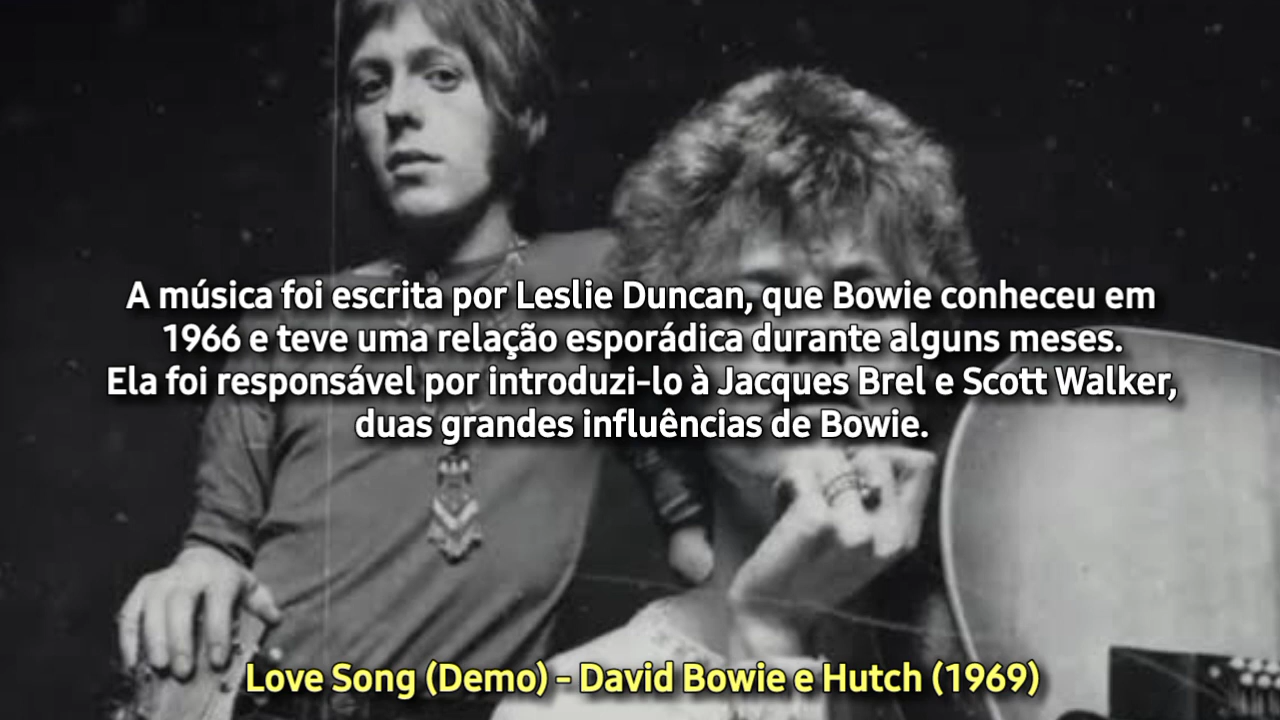 A música foi escrita por Leslie Duncan, que Bowie conheceu em
1966 e teve uma relação esporádica durante alguns meses.
Ela foi responsável por introduzi-lo à Jacques Brel e Scott Walker,
duas grandes influências de Bowie.
Love Song (Demo) - David Bowie e Hutch (1969)